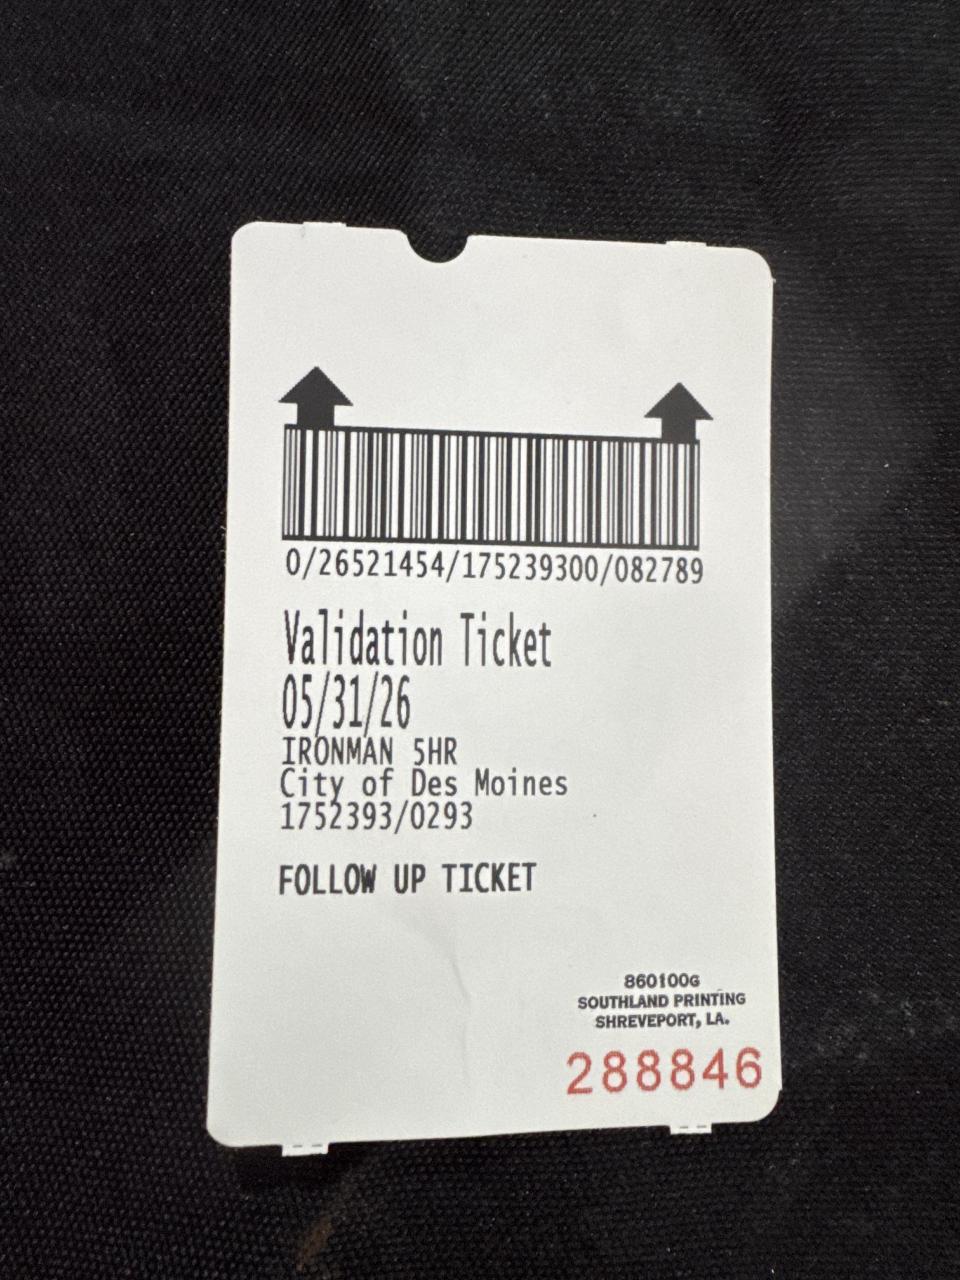 0/26521454/175239300/082789
Validation Ticket
05/31/26
IRONMAN 5HR
City of Des Moines
1752393/0293
FOLLOW UP TICKET
860100G
SOUTHLAND PRINTING
SHREVEPORT, LA.
288846